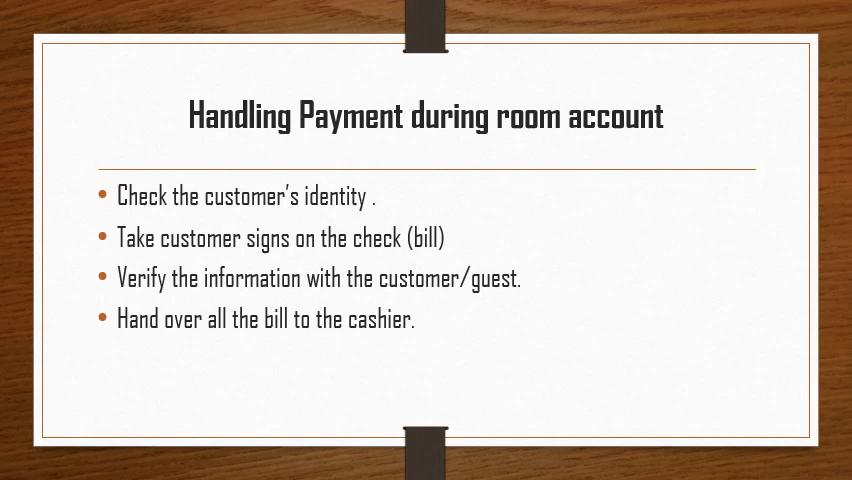 Handling Payment during room account
• Check the customer’s identity .
• Take customer signs on the check (bill)
• Verify the information with the customer/guest.
• Hand over all the bill to the cashier.